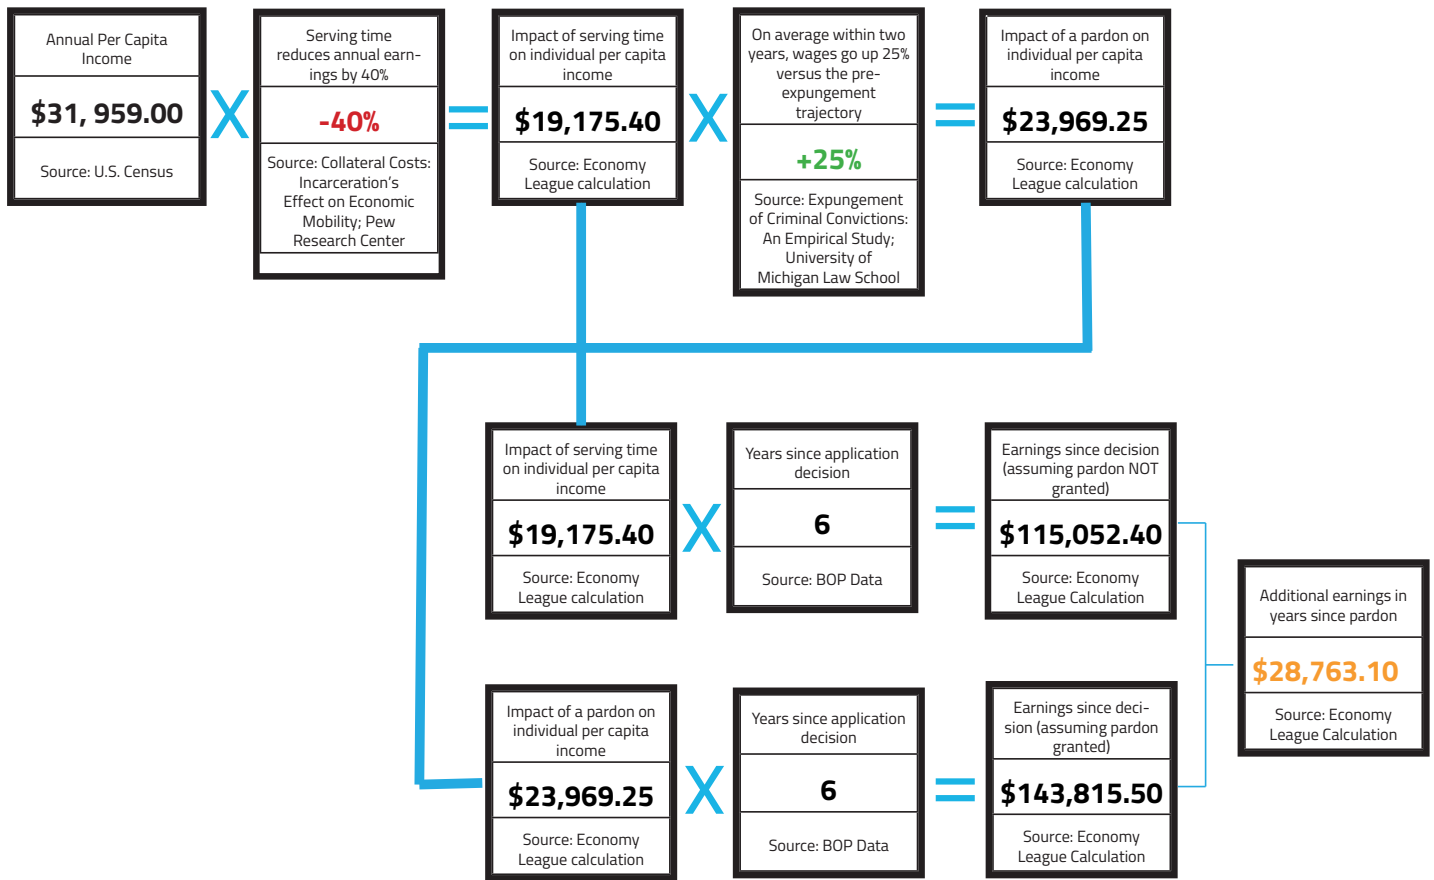 Annual Per Capita
Income
$31, 959.00
Source: U.S. Census
X
Serving time
reduces annual earn-
ings by 40%
-40%
Source: Collateral Costs:
Incarceration's
Effect on Economic
Mobility; Pew
Research Center
=
Impact of serving time
on individual per capita
income
$19,175.40
Source: Economy
League calculation
X
On average within two
years, wages go up 25%
versus the pre-
expungement
trajectory
+25%
Source: Expungement
of Criminal Convictions:
An Empirical Study;
University of
Michigan Law School
=
Impact of a pardon on
individual per capita
income
$23,969.25
Source: Economy
League calculation
Impact of serving time
on individual per capita
income
$19,175.40
Source: Economy
League calculation
X
Years since application
decision
6
Source: BOP Data
=
Earnings since decision
(assuming pardon NOT
granted)
$115,052.40
Source: Economy
League Calculation
Impact of a pardon on
individual per capita
income
$23,969.25
Source: Economy
League calculation
X
Years since application
decision
6
Source: BOP Data
=
Earnings since deci-
sion (assuming pardon
granted)
$143,815.50
Source: Economy
League Calculation
Additional earnings in
years since pardon
$28,763.10
Source: Economy
League Calculation